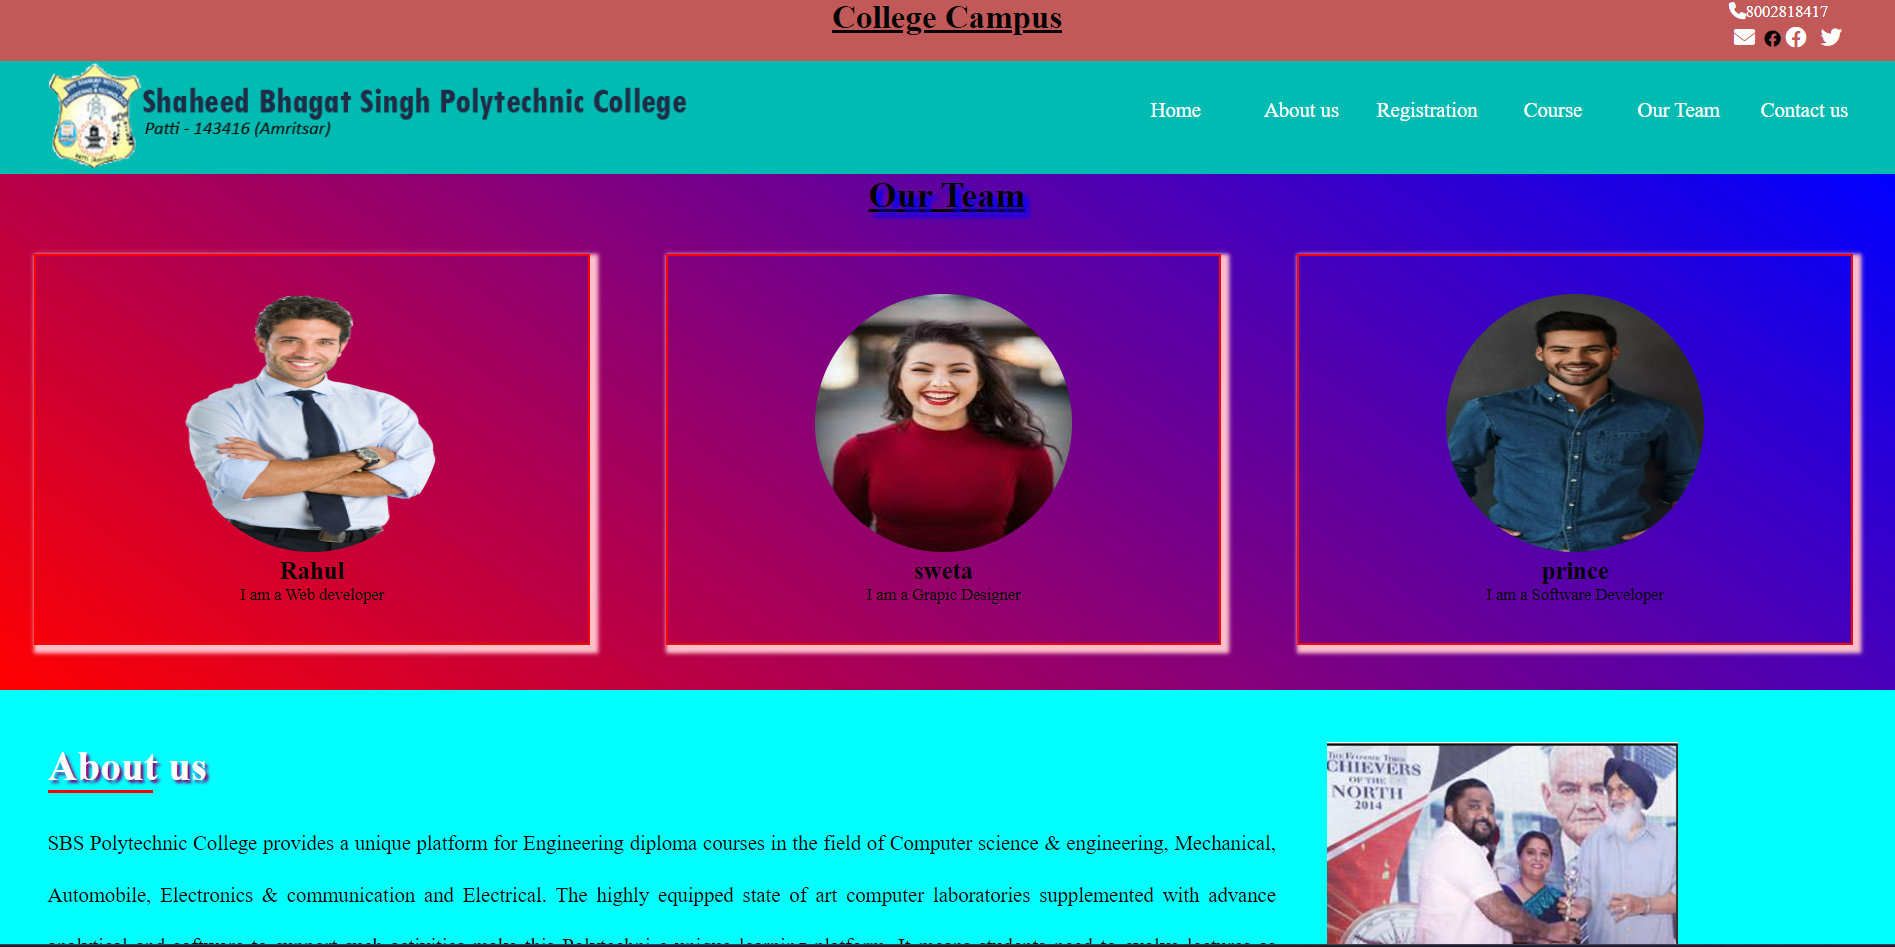 College Campus
8002818417
Shaheed Bhagat Singh Polytechnic College
Patti - 143416 (Amritsar)
Home About us Registration Course Our Team Contact us
Our Team
Rahul
I am a Web developer
sweta
I am a Grapic Designer
prince
I am a Software Developer
About us
SBS Polytechnic College provides a unique platform for Engineering diploma courses in the field of Computer science & engineering, Mechanical,
Automobile, Electronics & communication and Electrical. The highly equipped state of art computer laboratories supplemented with advance
CHIEVERS
OF THE
NORTH
2014